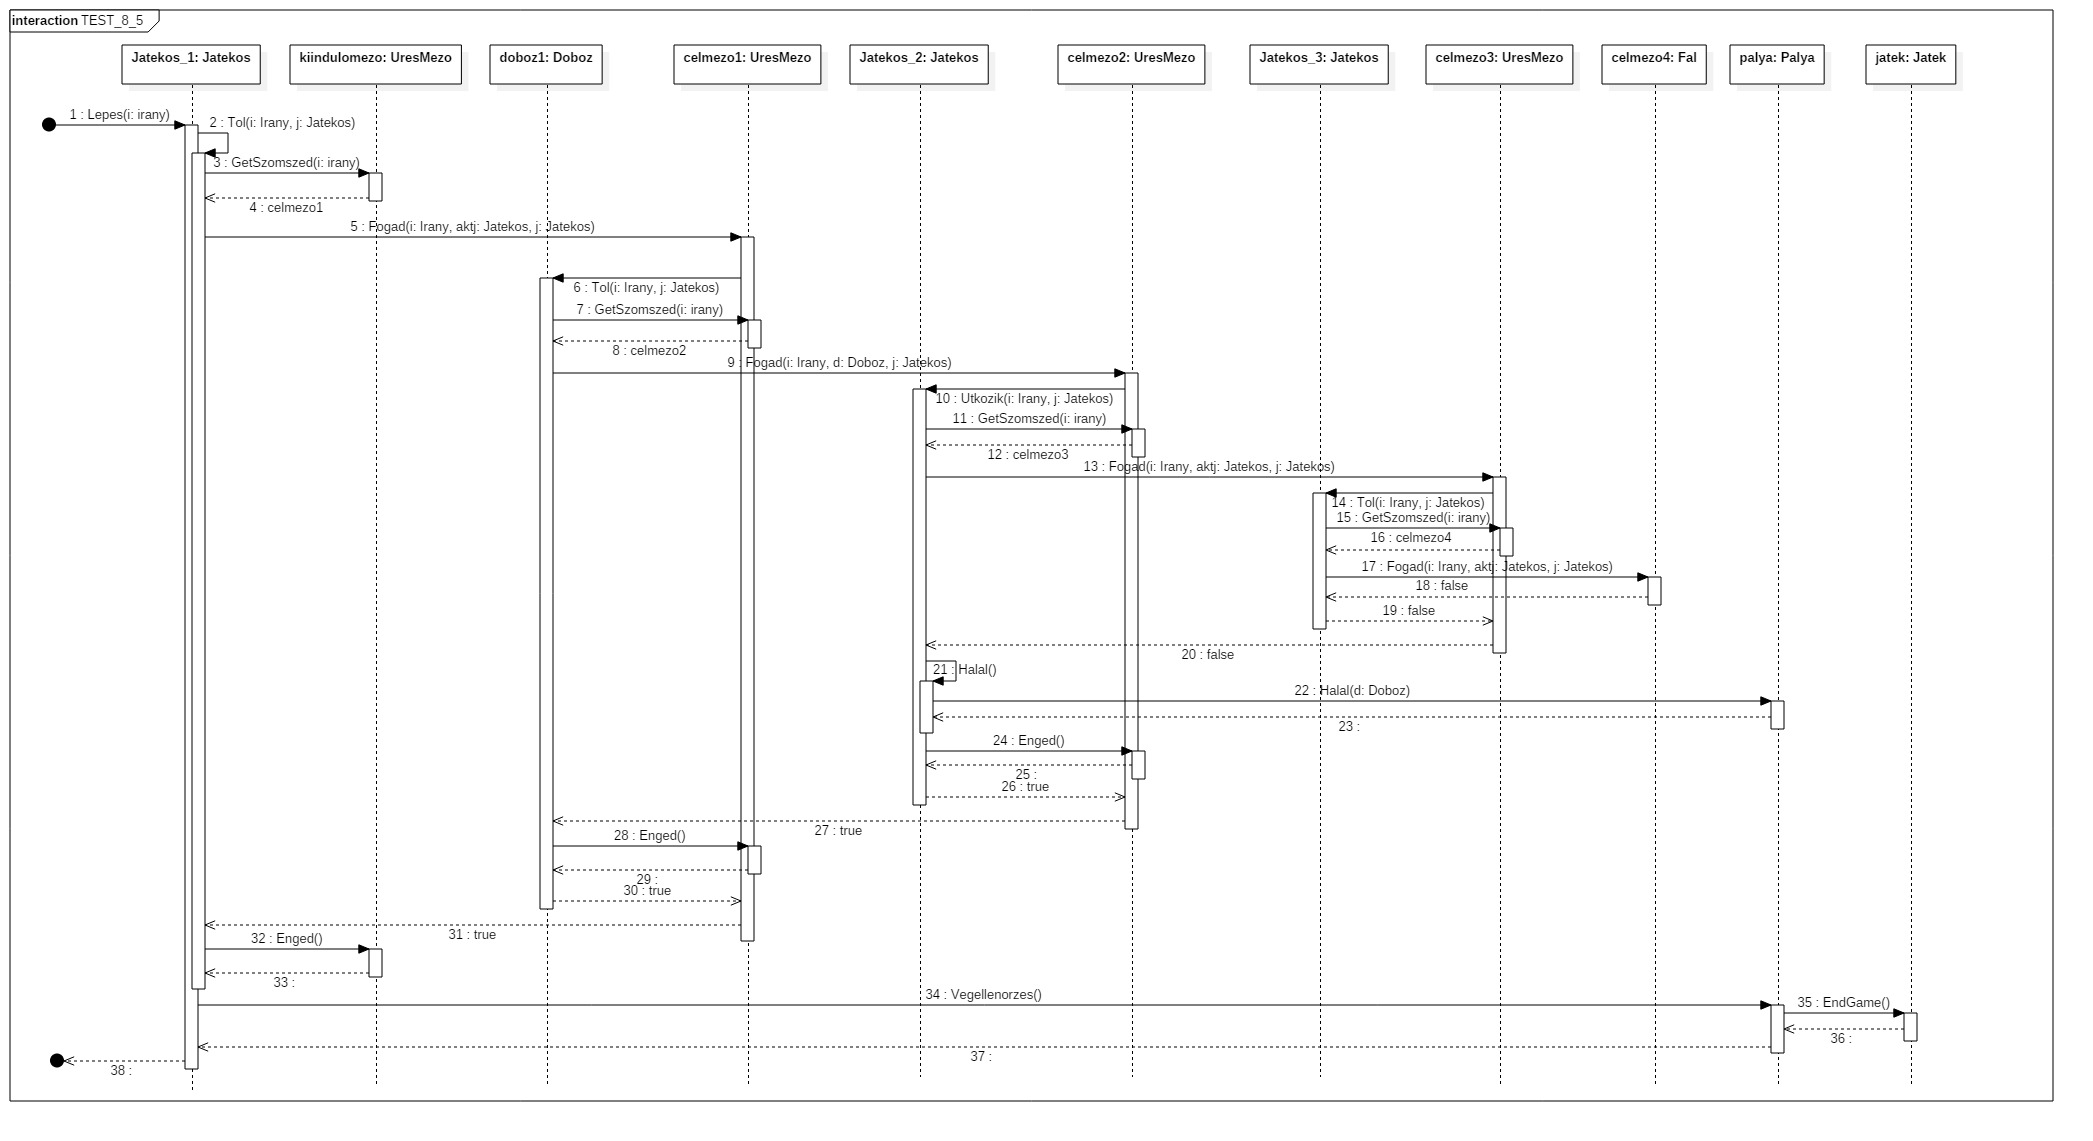 interaction TEST_8_5
Jatekos_1: Jatekos
kiindulomezo: UresMezo
doboz1: Doboz
celmezo1: UresMezo
Jatekos_2: Jatekos
celmezo2: UresMezo
Jatekos_3: Jatekos
celmezo3: UresMezo
celmezo4: Fal
palya: Palya
jatek: Jatek
1 : Lepes(i: irany)
2 : Tol(i: Irany, j: Jatekos)
3 : GetSzomszed(i: irany)
4 : celmezo1
5 : Fogad(i: Irany, aktj: Jatekos, j: Jatekos)
6 : Tol(i: Irany, j: Jatekos)
7 : GetSzomszed(i: irany)
8 : celmezo2
9 : Fogad(i: Irany, d: Doboz, j: Jatekos)
10 : Utkozik(i: Irany, j: Jatekos)
11 : GetSzomszed(i: irany)
12 : celmezo3
13 : Fogad(i: Irany, aktj: Jatekos, j: Jatekos)
14 : Tol(i: Irany, j: Jatekos)
15 : GetSzomszed(i: irany)
16 : celmezo4
17 : Fogad(i: Irany, aktj: Jatekos, j: Jatekos)
18 : false
19 : false
20 : false
21 : Halal()
22 : Halal(d: Doboz)
23 :
24 : Enged()
25 :
26 : true
27 : true
28 : Enged()
29 :
30 : true
31 : true
32 : Enged()
33 :
34 : Vegellenorzes()
35 : EndGame()
36 :
37 :
38 :